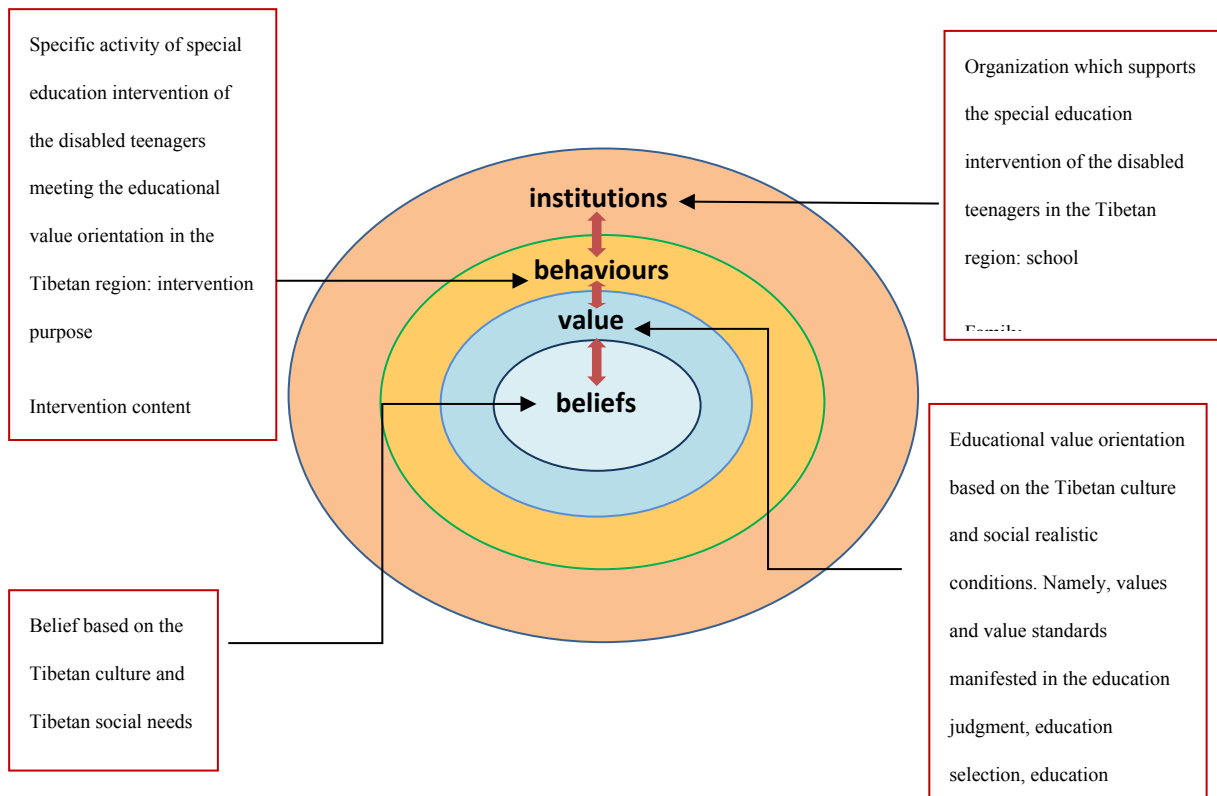 Specific activity of special
education intervention of
the disabled teenagers
meeting the educational
value orientation in the
Tibetan region: intervention
purpose
Intervention content
Organization which supports
the special education
intervention of the disabled
teenagers in the Tibetan
region: school
Family
institutions
behaviours
value
beliefs
Belief based on the
Tibetan culture and
Tibetan social needs
Educational value orientation
based on the Tibetan culture
and social realistic
conditions. Namely, values
and value standards
manifested in the education
judgment, education
selection, education